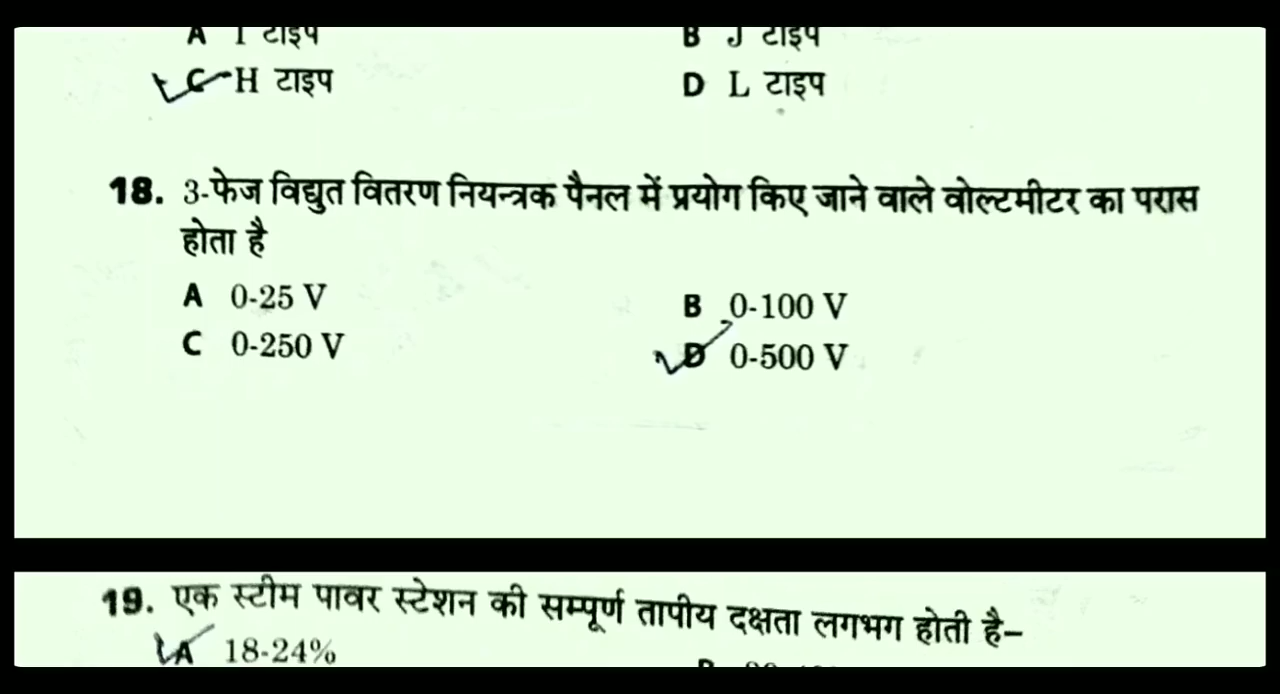 A I टाइप B J टाइप
C H टाइप D L टाइप
18. 3-फेज विद्युत वितरण नियन्त्रक पैनल में प्रयोग किए जाने वाले वोल्टमीटर का परास
होता है
A 0-25 V B 0-100 V
C 0-250 V D 0-500 V
19. एक स्टीम पावर स्टेशन की सम्पूर्ण तापीय दक्षता लगभग होती है–
A 18-24%